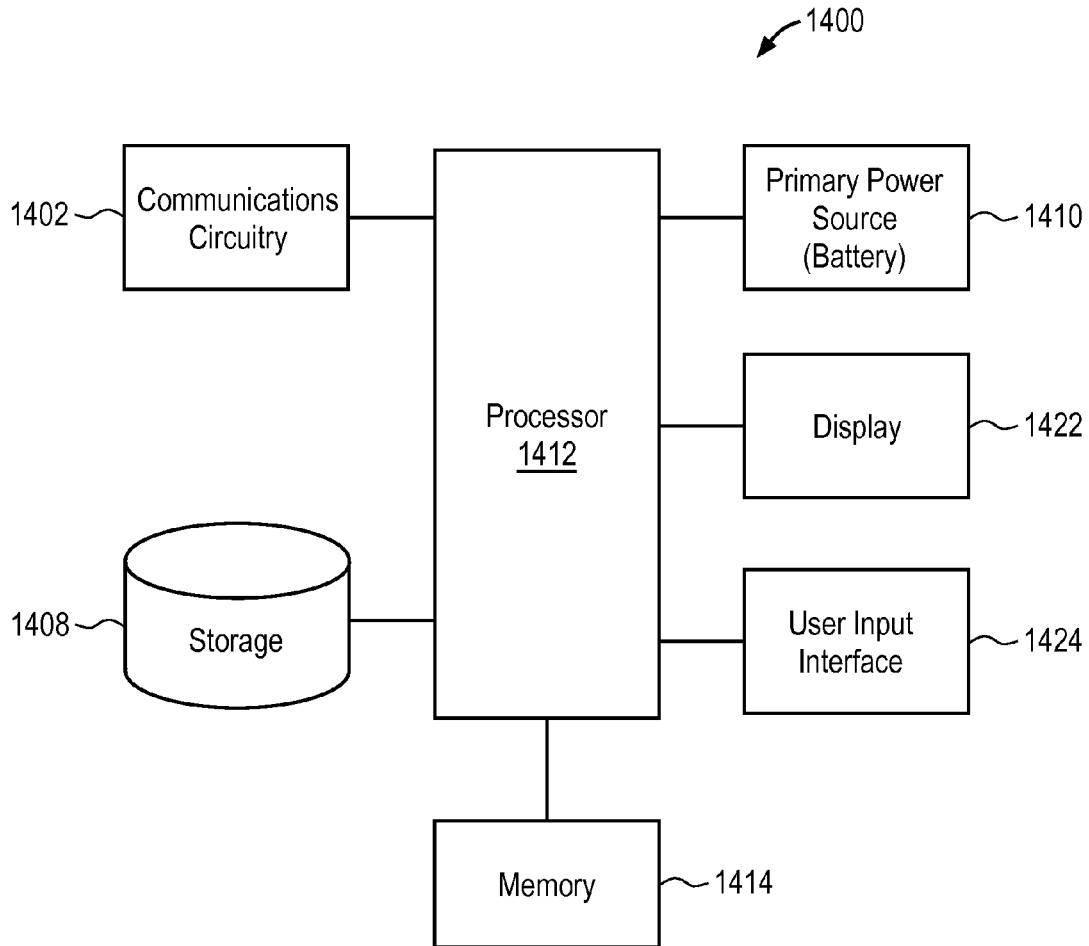 1400
1402
Communications
Circuitry
Primary Power
Source
(Battery)
1410
Processor
1412
Display
1422
1408
Storage
User Input
Interface
1424
Memory
1414